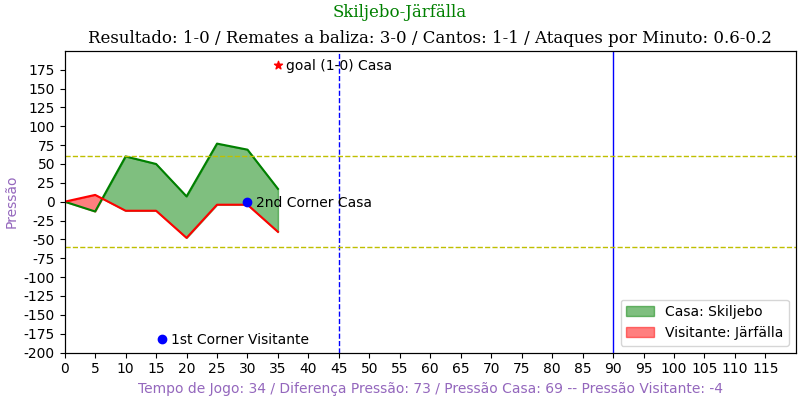 Skiljebo-Järfälla
Resultado: 1-0 / Remates a baliza: 3-0 / Cantos: 1-1 / Ataques por Minuto: 0.6-0.2
Pressão
175
150
125
100
75
50
25
0
-25
-50
-75
-100
-125
-150
-175
-200
goal (1-0) Casa
2nd Corner Casa
1st Corner Visitante
Casa: Skiljebo
Visitante: Järfälla
0 5 10 15 20 25 30 35 40 45 50 55 60 65 70 75 80 85 90 95 100 105 110 115
Tempo de Jogo: 34 / Diferença Pressão: 73 / Pressão Casa: 69 -- Pressão Visitante: -4